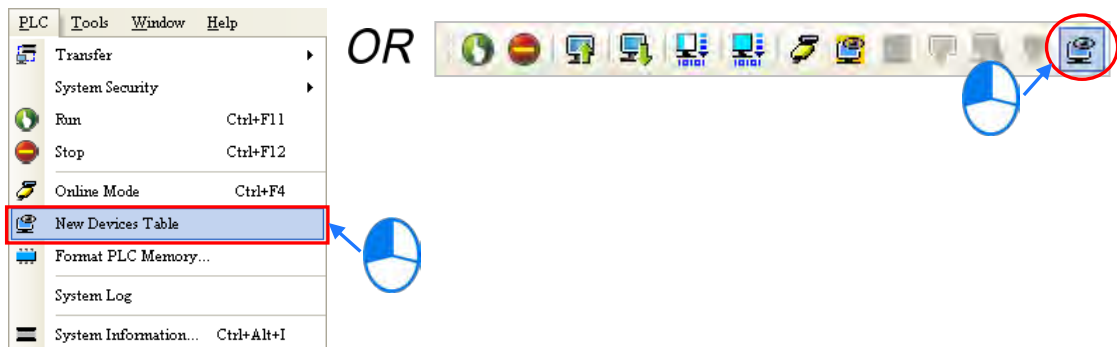 PLC Tools Window Help
Transfer
System Security
Run Ctrl+F11
Stop Ctrl+F12
Online Mode Ctrl+F4
New Devices Table
Format PLC Memory...
System Log
System Information... Ctrl+Alt+I
OR